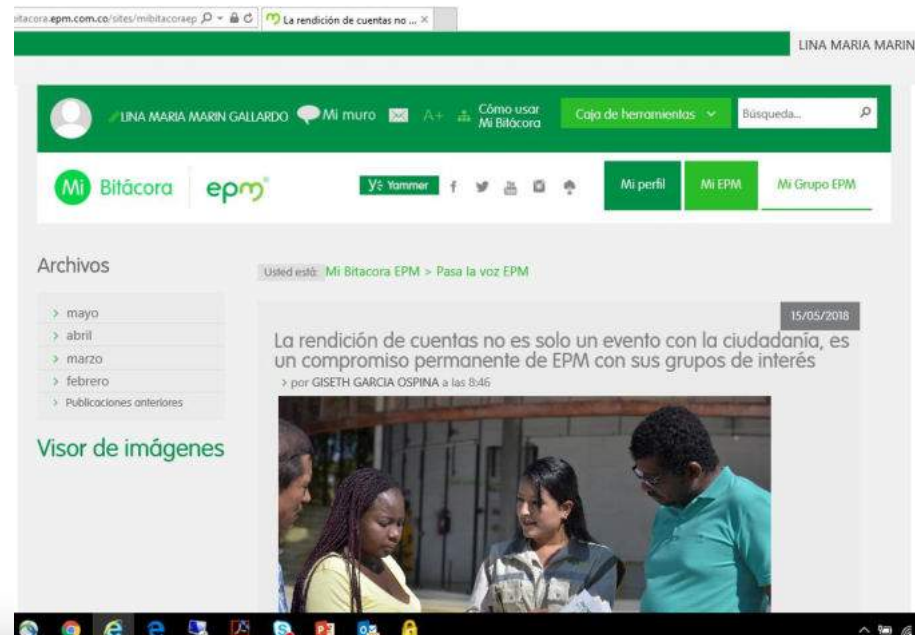 itacora.epm.com.co/sites/mibitacoraep
La rendición de cuentas no ...
LINA MARIA MARIN
LINA MARIA MARIN GALLARDO
Mi muro
A+
Cómo usar
Mi Bitácora
Caja de herramientas
Búsqueda...
Mi Bitácora
epm
Yammer
Mi perfil
Mi EPM
Mi Grupo EPM
Archivos
> mayo
> abril
> marzo
> febrero
> Publicaciones anteriores
Visor de imágenes
Usted está: Mi Bitacora EPM > Pasa la voz EPM
15/05/2018
La rendición de cuentas no es solo un evento con la ciudadanía, es
un compromiso permanente de EPM con sus grupos de interés
> por GISETH GARCIA OSPINA a las 8:46